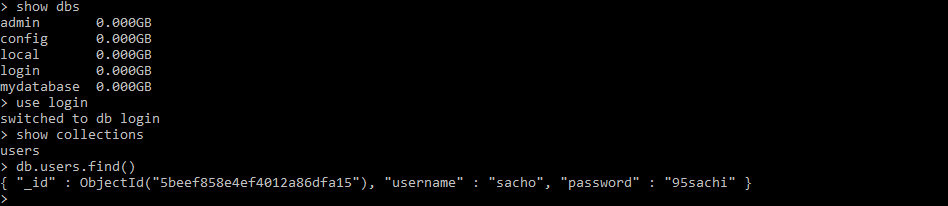 > show dbs
admin       0.000GB
config      0.000GB
local       0.000GB
login       0.000GB
mydatabase  0.000GB
> use login
switched to db login
> show collections
users
> db.users.find()
{ "_id" : ObjectId("5beef858e4ef4012a86dfa15"), "username" : "sacho", "password" : "95sachi" }
>